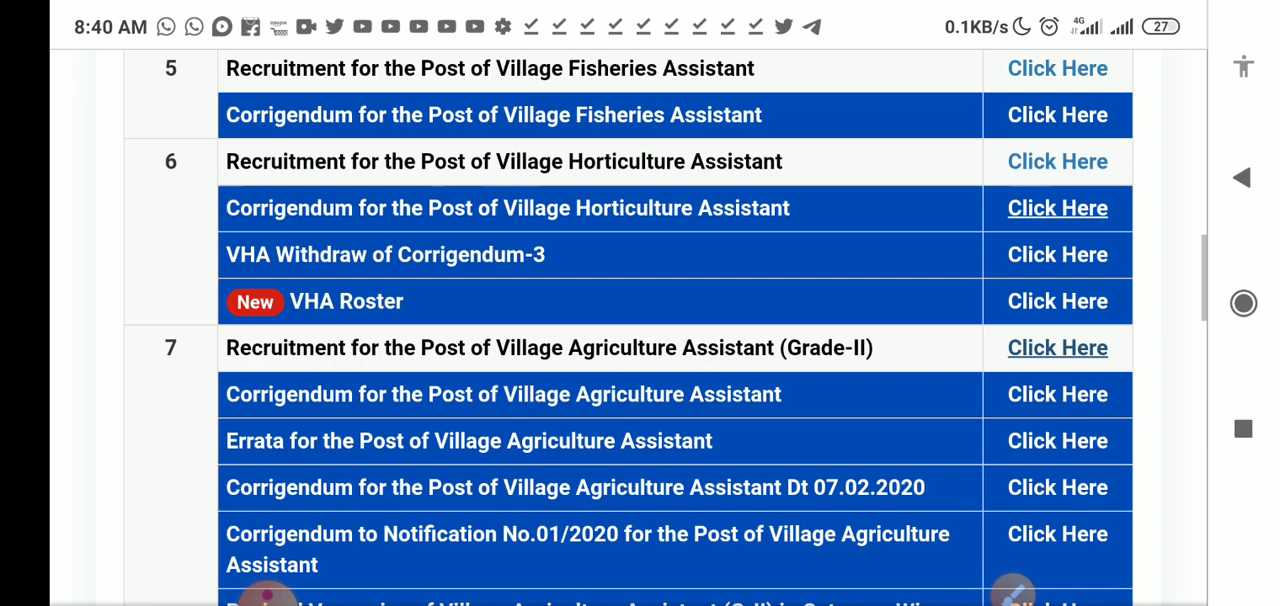 8:40 AM 0.1KB/s 4G 27
5 Recruitment for the Post of Village Fisheries Assistant Click Here
Corrigendum for the Post of Village Fisheries Assistant Click Here
6 Recruitment for the Post of Village Horticulture Assistant Click Here
Corrigendum for the Post of Village Horticulture Assistant Click Here
VHA Withdraw of Corrigendum-3 Click Here
New VHA Roster Click Here
7 Recruitment for the Post of Village Agriculture Assistant (Grade-II) Click Here
Corrigendum for the Post of Village Agriculture Assistant Click Here
Errata for the Post of Village Agriculture Assistant Click Here
Corrigendum for the Post of Village Agriculture Assistant Dt 07.02.2020 Click Here
Corrigendum to Notification No.01/2020 for the Post of Village Agriculture Click Here
Assistant